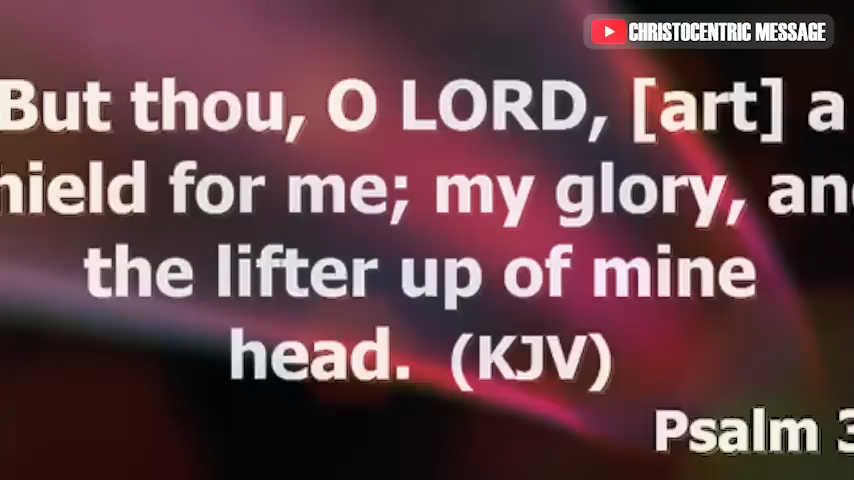 CHRISTOCENTRIC MESSAGE
But thou, O LORD, [art] a
hield for me; my glory, an
the lifter up of mine
head. (KJV)
Psalm 3